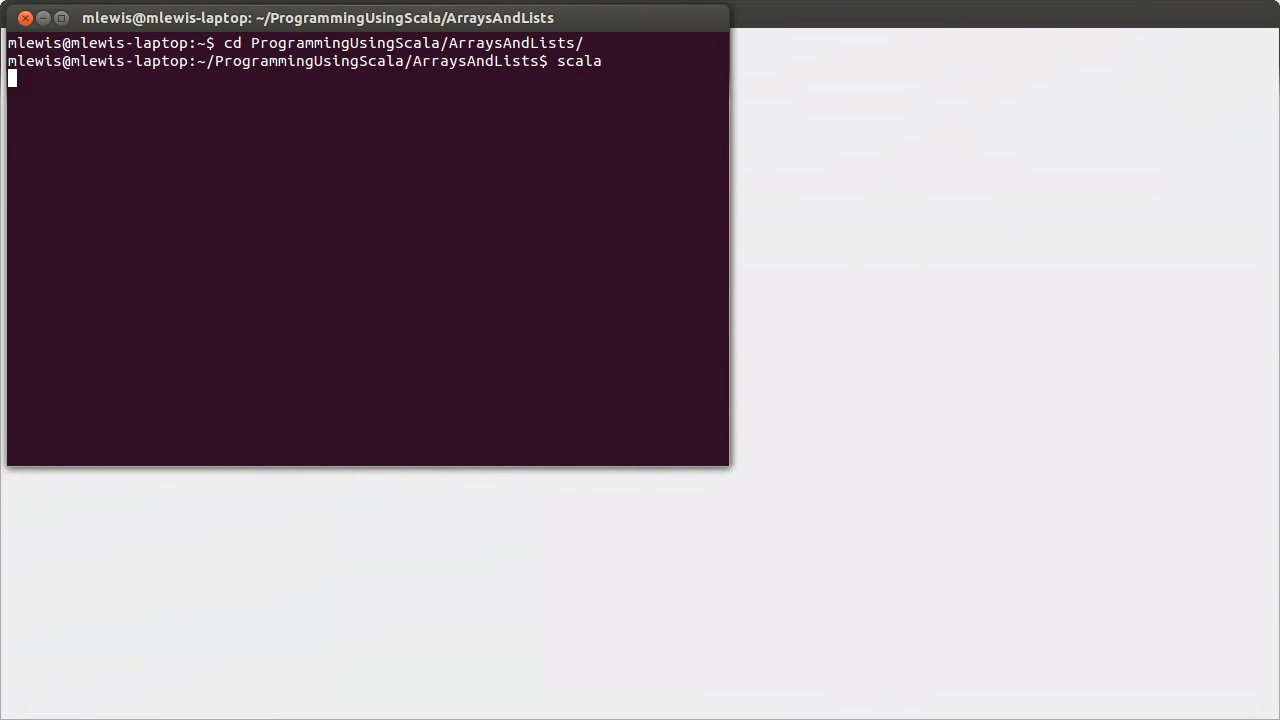 mlewis@mlewis-laptop: ~/ProgrammingUsingScala/ArraysAndLists
mlewis@mlewis-laptop:~$ cd ProgrammingUsingScala/ArraysAndLists/
mlewis@mlewis-laptop:~/ProgrammingUsingScala/ArraysAndLists$ scala